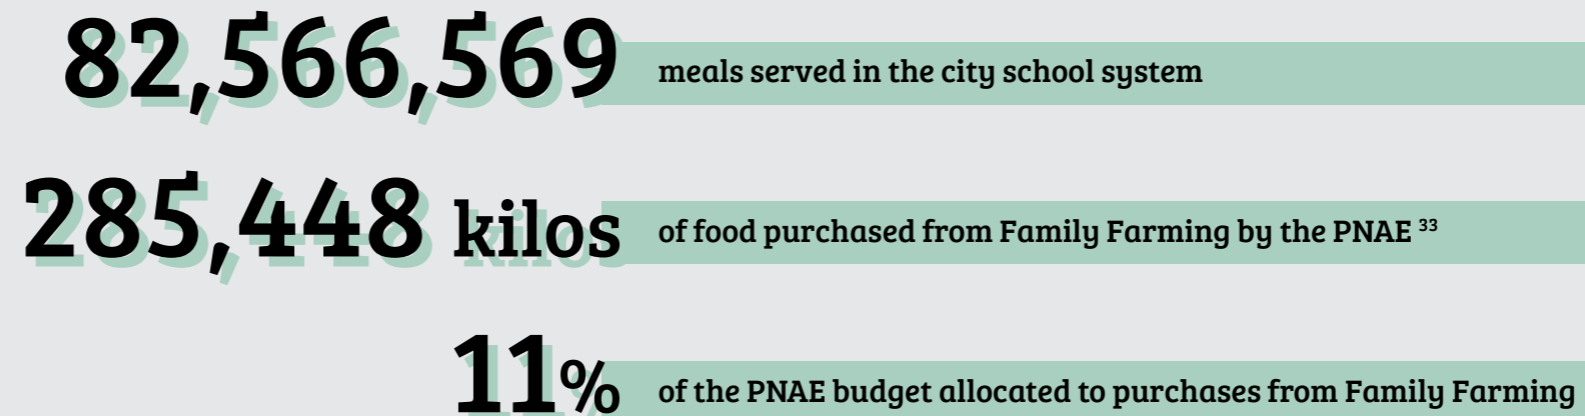 82,566,569 meals served in the city school system
285,448 kilos of food purchased from Family Farming by the PNAE 33
11% of the PNAE budget allocated to purchases from Family Farming